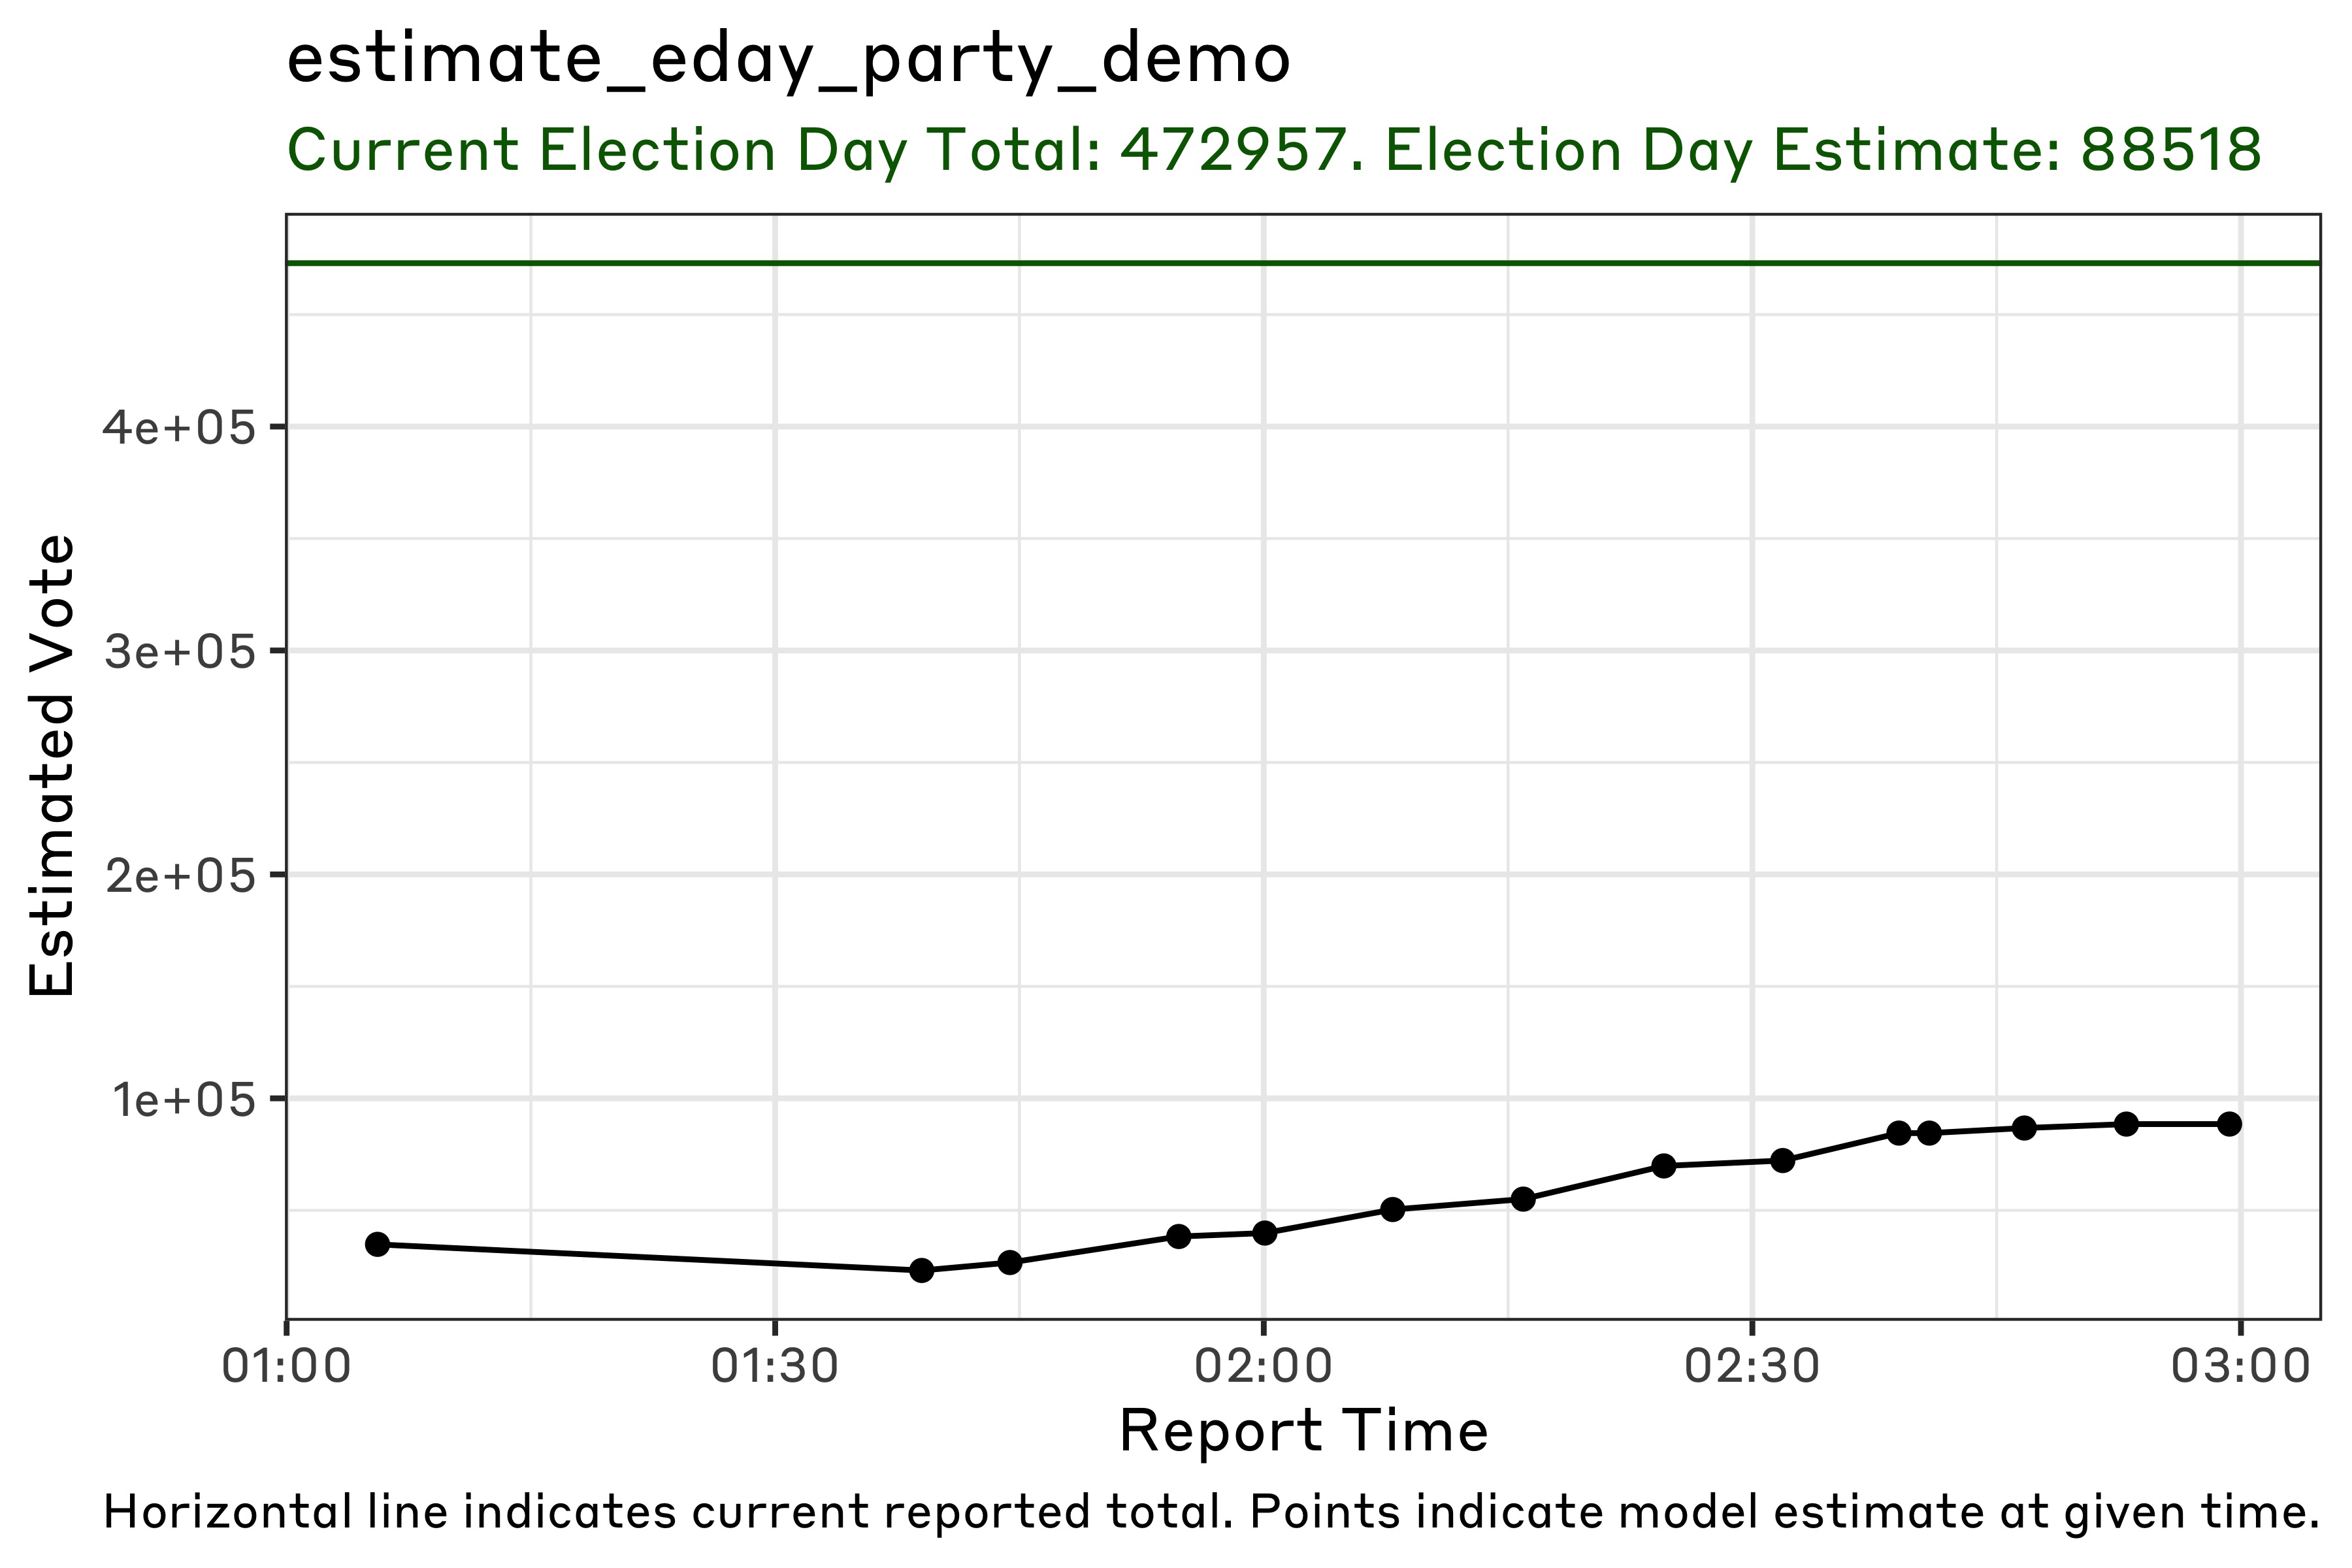 estimate_eday_party_demo
Current Election Day Total: 472957. Election Day Estimate: 88518
Estimated Vote
4e+05
3e+05
2e+05
1e+05
01:00 01:30 02:00 02:30 03:00
Report Time
Horizontal line indicates current reported total. Points indicate model estimate at given time.